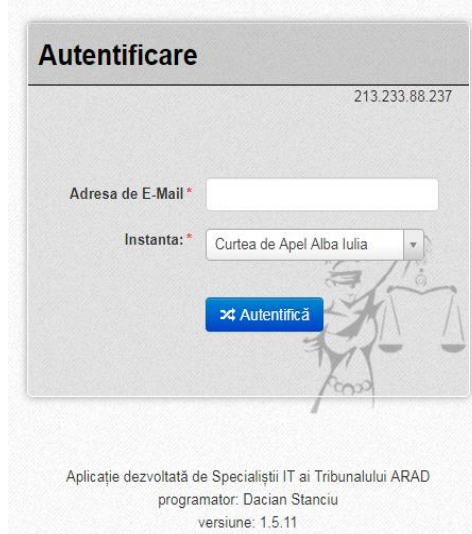 Autentificare
213.233.88.237
Adresa de E-Mail *
Instanta: * Curtea de Apel Alba Iulia
Autentifică
Aplicație dezvoltată de Specialiștii IT ai Tribunalului ARAD
programator: Dacian Stanciu
versiune: 1.5.11